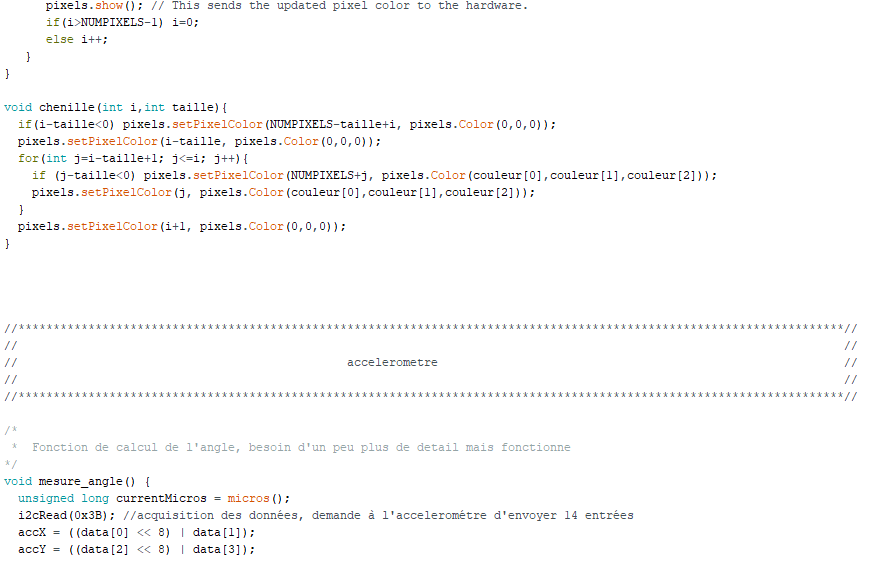 pixels.show(); // This sends the updated pixel color to the hardware.
if(i>NUMPIXELS-1) i=0;
else i++;
}
}
void chenille(int i,int taille){
if(i-taille<0) pixels.setPixelColor(NUMPIXELS-taille+i, pixels.Color(0,0,0));
pixels.setPixelColor(i-taille, pixels.Color(0,0,0));
for(int j=i-taille+1; j<=i; j++){
if (j-taille<0) pixels.setPixelColor(NUMPIXELS+j, pixels.Color(couleur[0],couleur[1],couleur[2]));
pixels.setPixelColor(j, pixels.Color(couleur[0],couleur[1],couleur[2]));
}
pixels.setPixelColor(i+1, pixels.Color(0,0,0));
}
//**********************************************************************************************************************//
// //
// accelerometre //
// //
//**********************************************************************************************************************//
/*
* Fonction de calcul de l'angle, besoin d'un peu plus de detail mais fonctionne
*/
void mesure_angle() {
unsigned long currentMicros = micros();
i2cRead(0x3B); //acquisition des données, demande à l'accelerométre d'envoyer 14 entrées
accX = ((data[0] << 8) | data[1]);
accY = ((data[2] << 8) | data[3]);